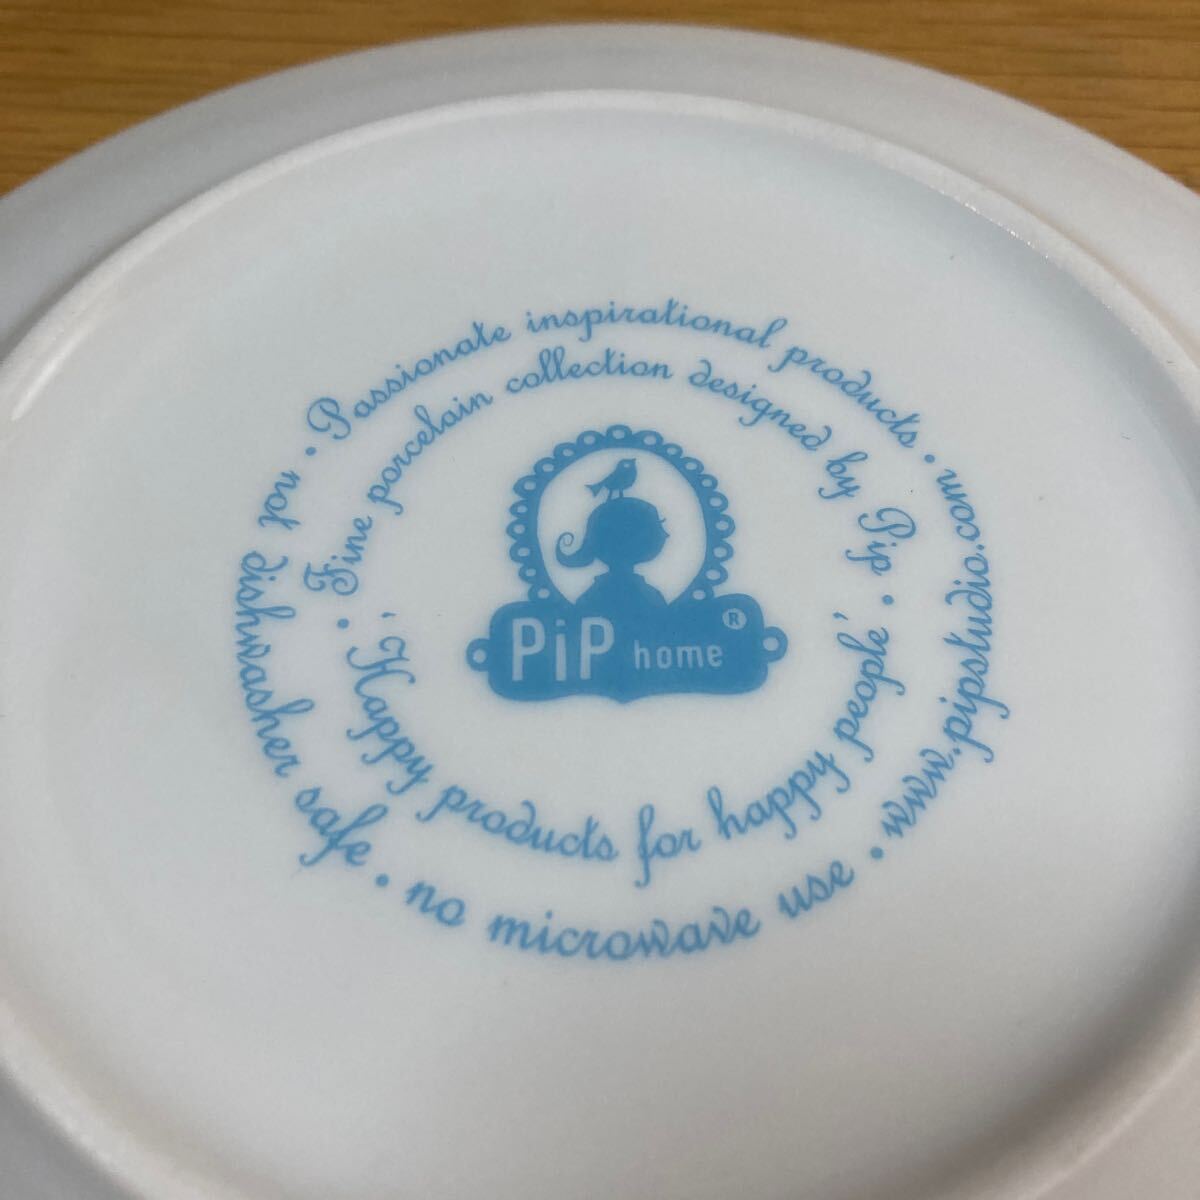 Passionate inspirational products · www.pipstudio.com
· no microwave use · dishwasher safe
not you ·
Fine porcelain collection designed by Pip ·
'Happy products for happy people' ·
PiP home ®